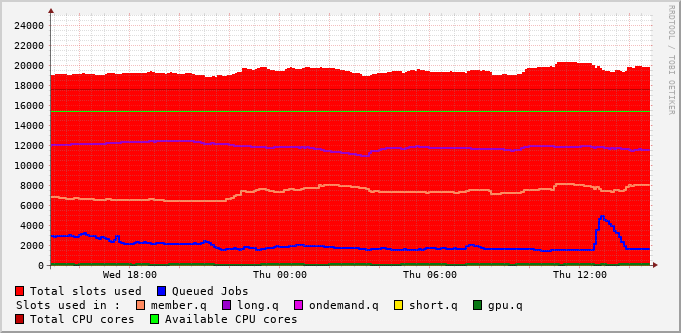 24000
22000
20000
18000
16000
14000
12000
10000
8000
6000
4000
2000
0
Wed 18:00 Thu 00:00 Thu 06:00 Thu 12:00
RRDTOOL / TOBI OETIKER
Total slots used Queued Jobs
Slots used in : member.q long.q ondemand.q short.q gpu.q
Total CPU cores Available CPU cores